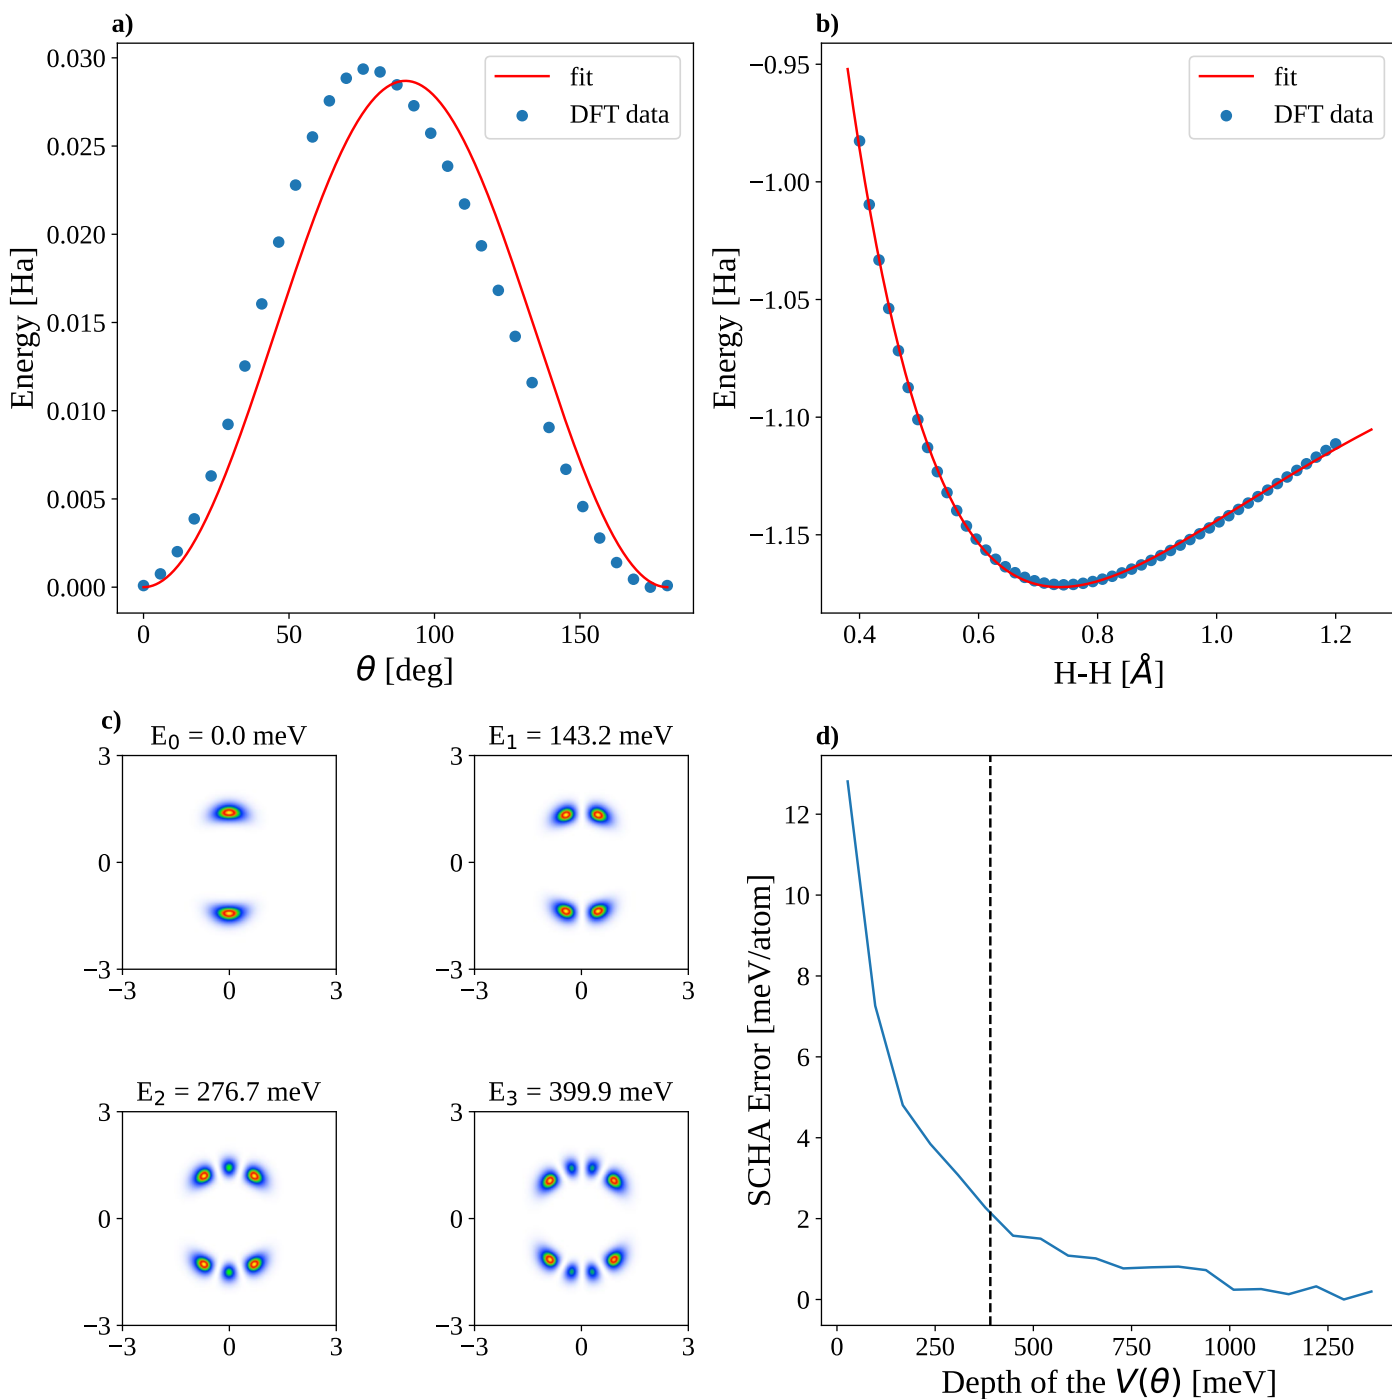 a)
0.030
0.025
0.020
0.015
0.010
0.005
0.000
Energy [Ha]
0 50 100 150
θ [deg]
fit
DFT data
b)
−0.95
−1.00
−1.05
−1.10
−1.15
Energy [Ha]
0.4 0.6 0.8 1.0 1.2
H-H [Å]
fit
DFT data
c)
E₀ = 0.0 meV
3
0
−3
−3 0 3
E₁ = 143.2 meV
3
0
−3
−3 0 3
E₂ = 276.7 meV
3
0
−3
−3 0 3
E₃ = 399.9 meV
3
0
−3
−3 0 3
d)
12
10
8
6
4
2
0
SCHA Error [meV/atom]
0 250 500 750 1000 1250
Depth of the V(θ) [meV]